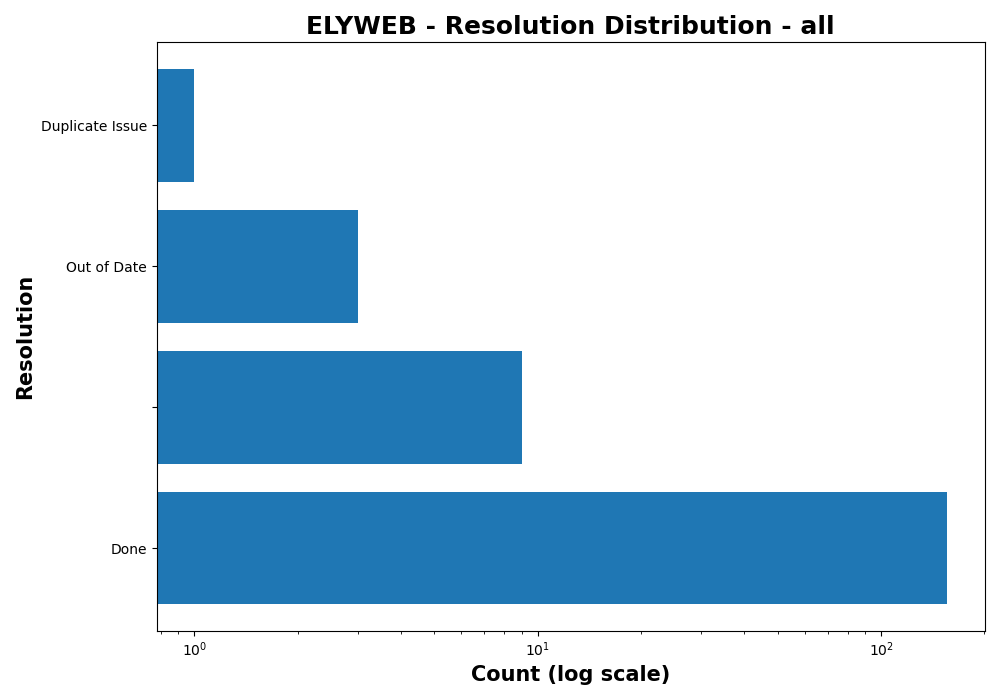 ELYWEB - Resolution Distribution - all
Duplicate Issue
Out of Date
Done
Resolution
10⁰
10¹
10²
Count (log scale)